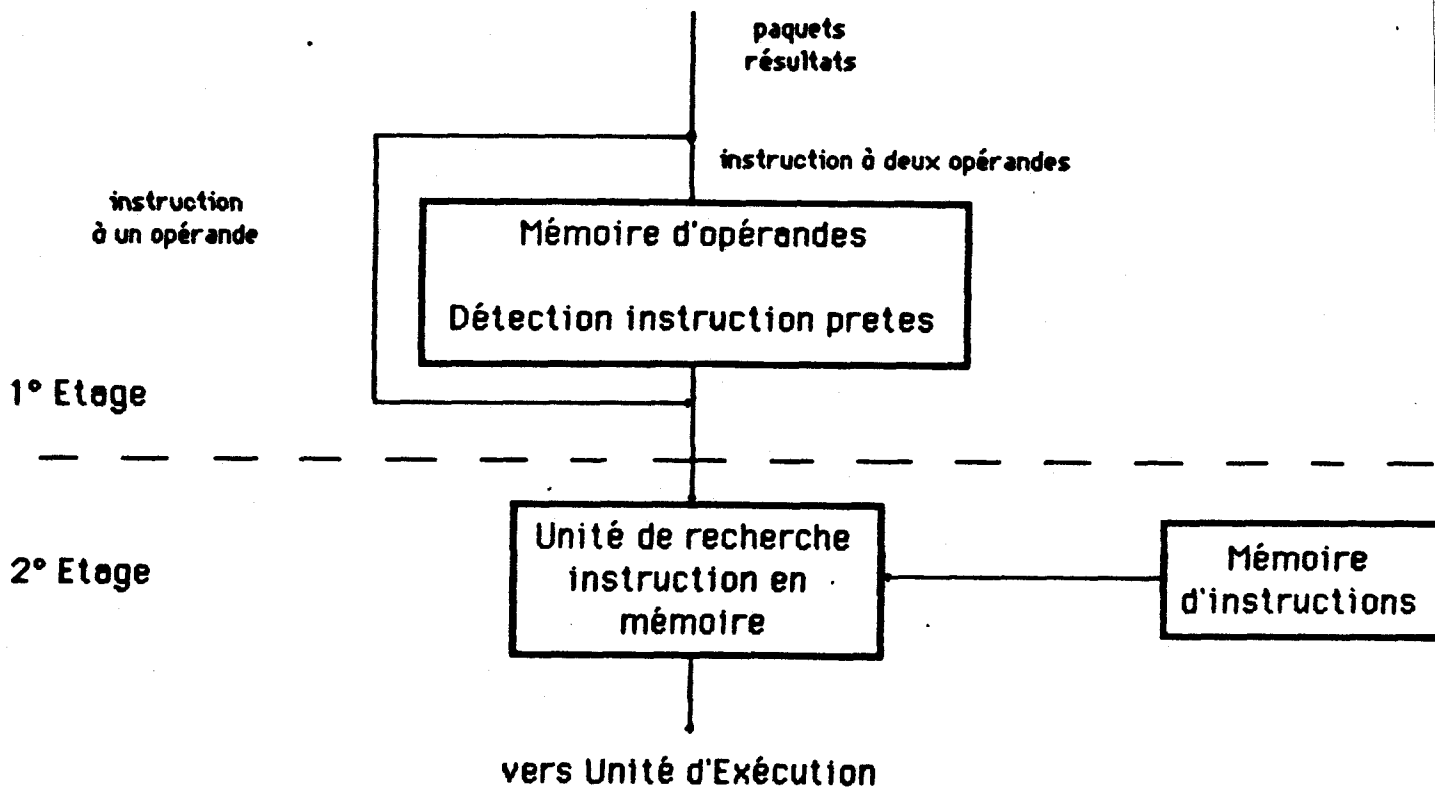 paquets
résultats
instruction à deux opérandes
instruction
à un opérande
Mémoire d'opérandes
Détection instruction pretes
1° Etage
2° Etage
Unité de recherche
instruction en
mémoire
Mémoire
d'instructions
vers Unité d'Exécution